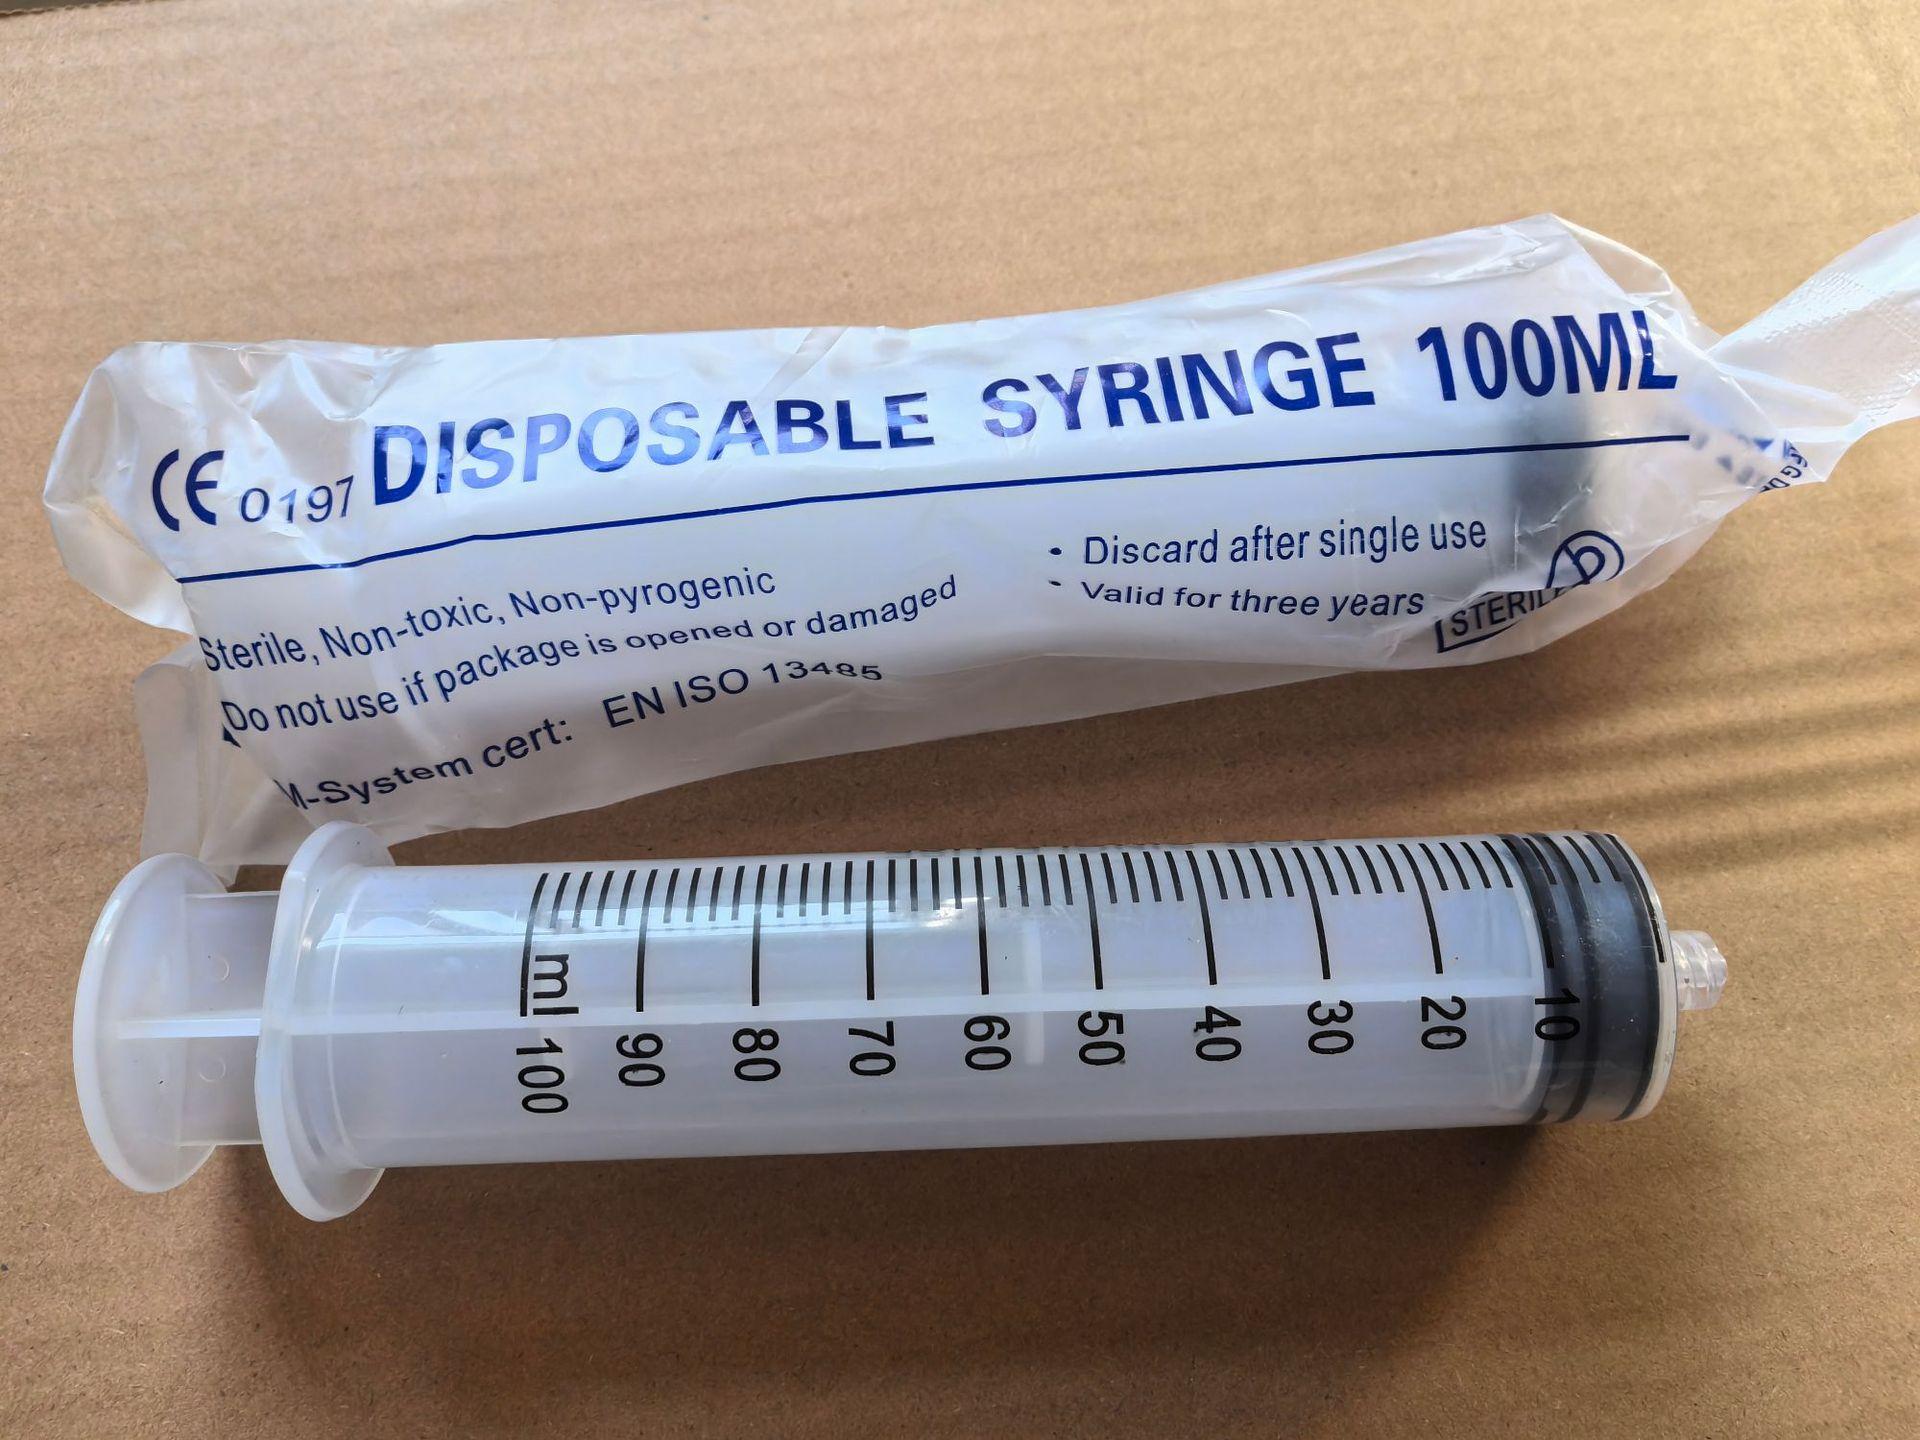 CE 0197 DISPOSABLE SYRINGE 100ML
Sterile, Non-toxic, Non-pyrogenic
Do not use if package is opened or damaged
M-System cert: EN ISO 13485
• Discard after single use
• Valid for three years
STERILE
ml 100 90 80 70 60 50 40 30 20 10